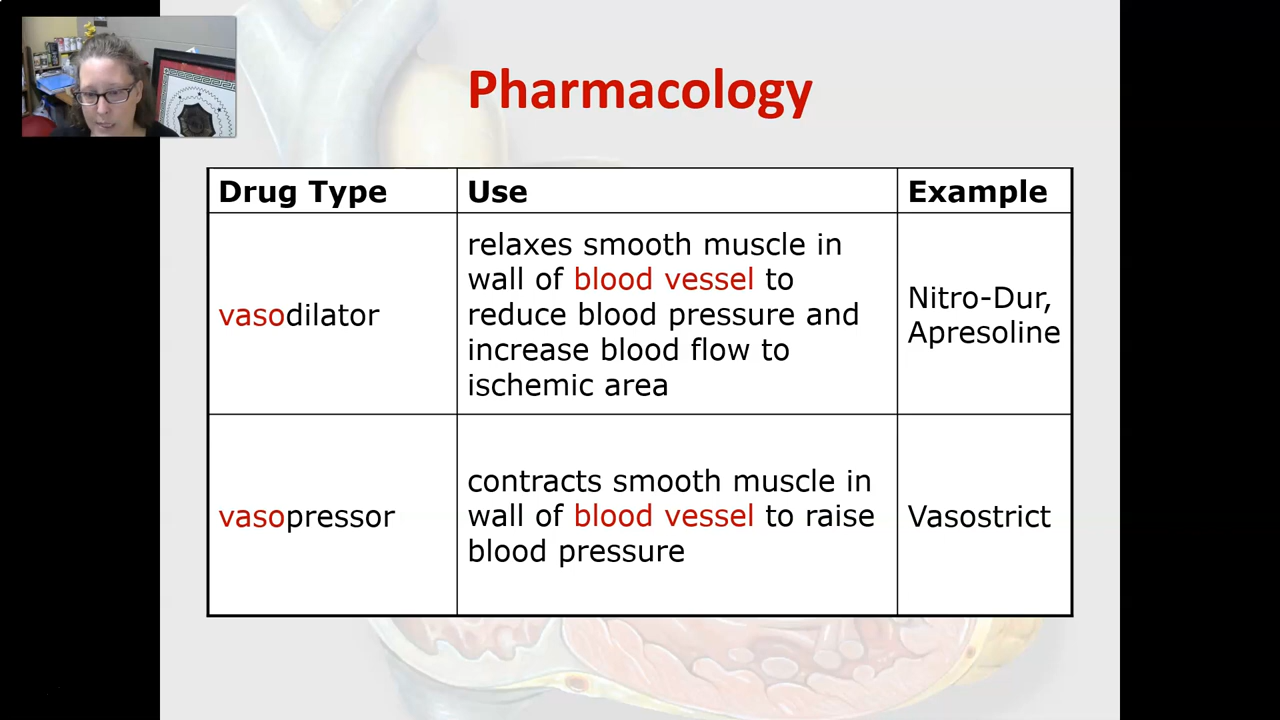 Pharmacology
Drug Type
Use
Example
vasodilator
relaxes smooth muscle in
wall of blood vessel to
reduce blood pressure and
increase blood flow to
ischemic area
Nitro-Dur,
Apresoline
vasopressor
contracts smooth muscle in
wall of blood vessel to raise
blood pressure
Vasostrict